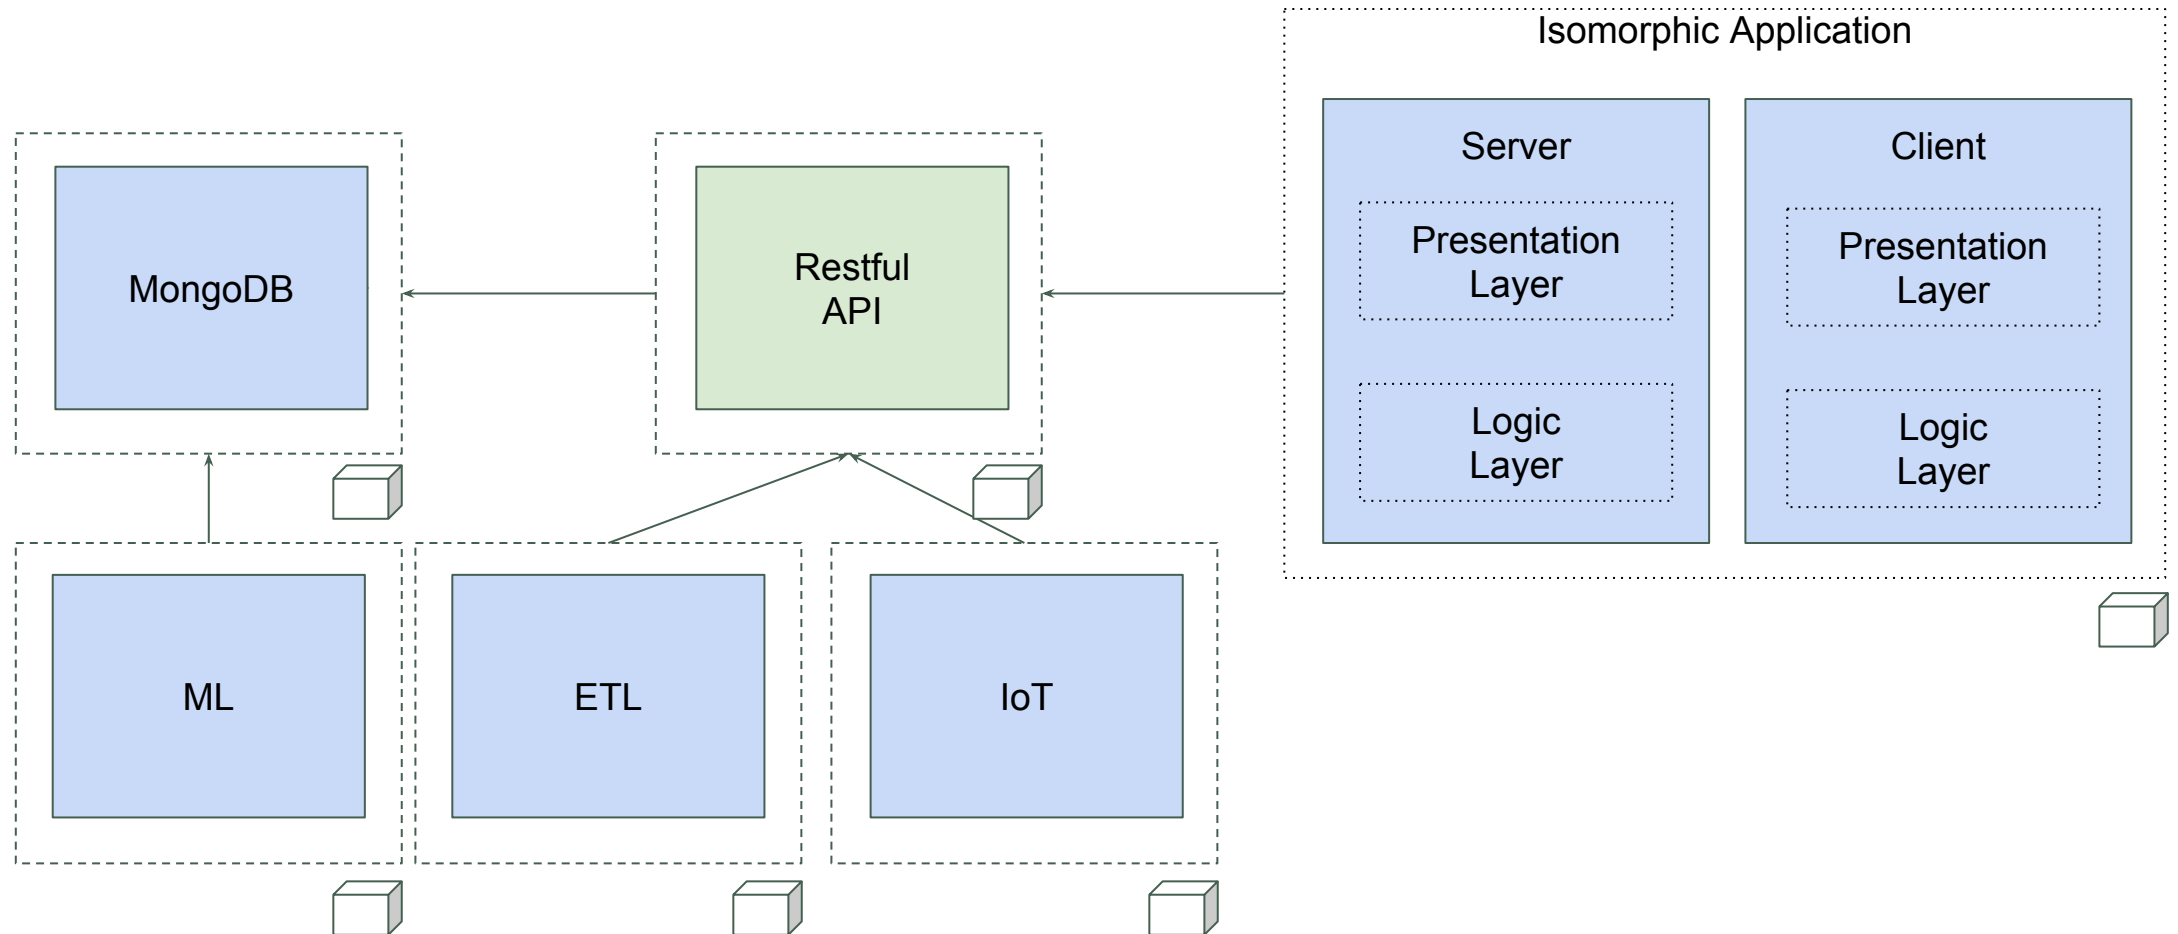 Isomorphic Application
Server
Client
Presentation
Layer
Presentation
Layer
Logic
Layer
Logic
Layer
MongoDB
Restful
API
ML
ETL
IoT